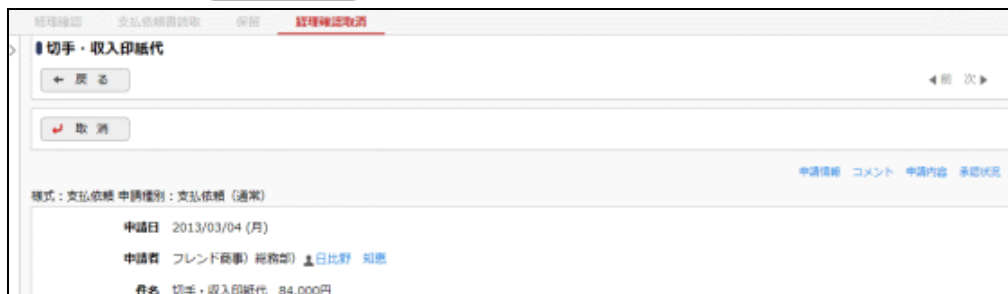 経理確認 支払依頼書読取 保留 経理確認取消
切手・収入印紙代
戻る
前 次
取消
申請情報 コメント 申請内容 承認状況
様式：支払依頼 申請種別：支払依頼（通常）
申請日 2013/03/04 (月)
申請者 フレンド商事）総務部）日比野 知恵
件名 切手・収入印紙代 84,000円